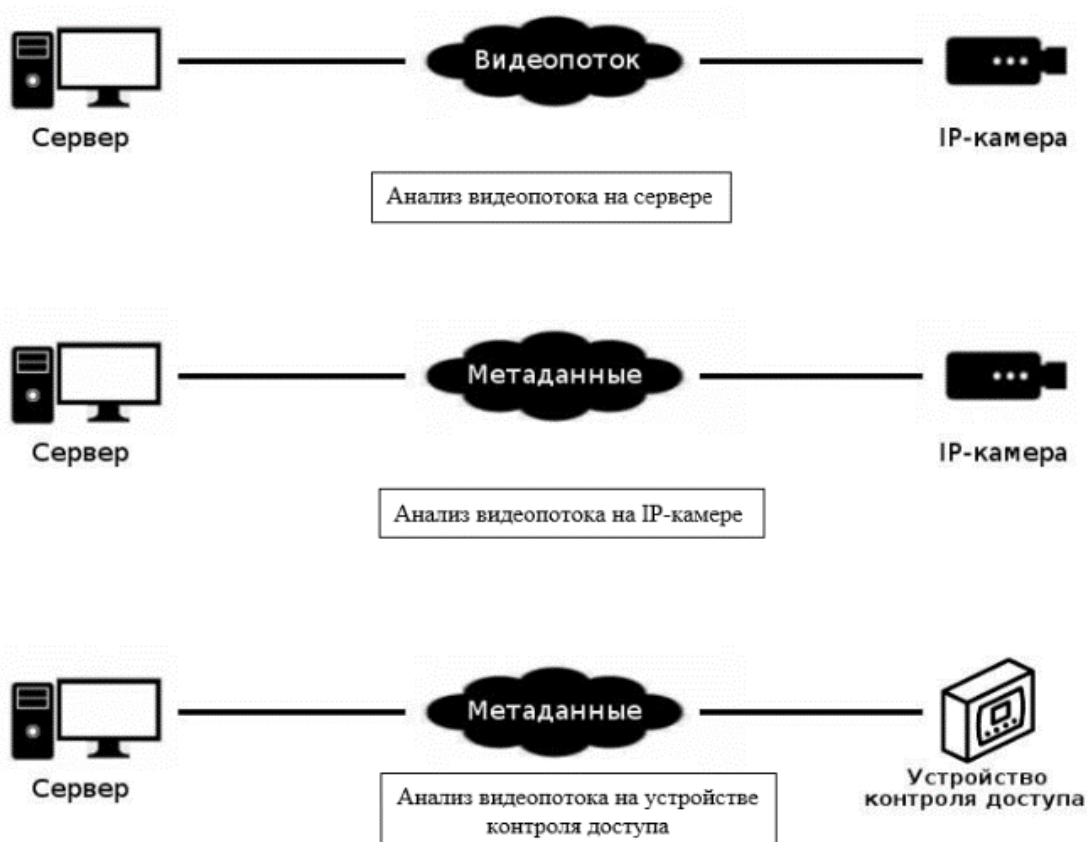 Видеопоток
Сервер
IP-камера
Анализ видеопотока на сервере
Метаданные
Сервер
IP-камера
Анализ видеопотока на IP-камере
Метаданные
Сервер
Устройство
контроля доступа
Анализ видеопотока на устройстве
контроля доступа